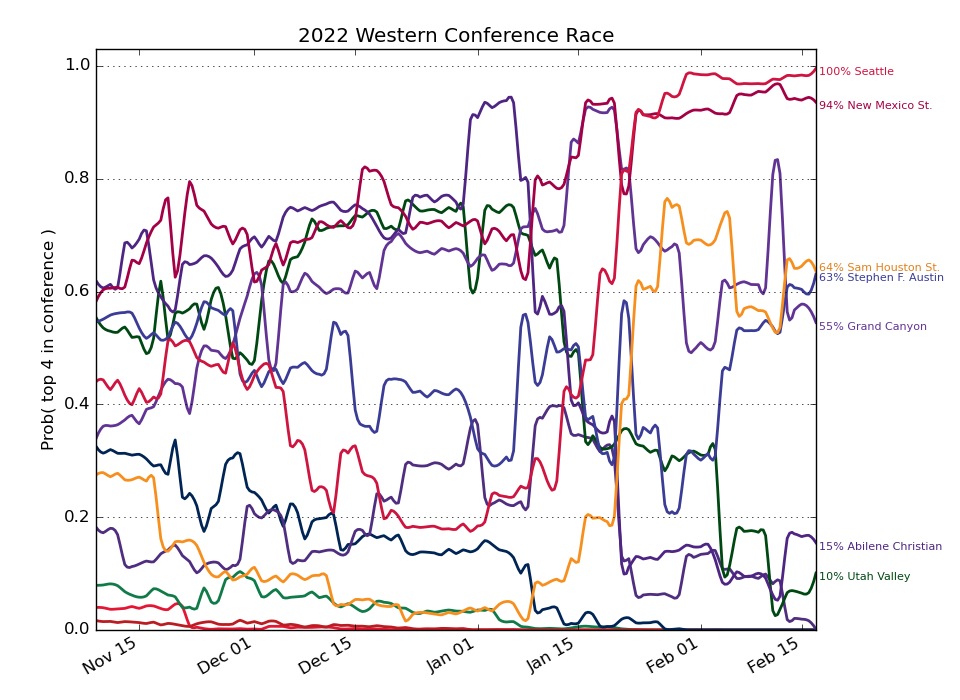 2022 Western Conference Race
Prob( top 4 in conference )
1.0
0.8
0.6
0.4
0.2
0.0
Nov 15
Dec 01
Dec 15
Jan 01
Jan 15
Feb 01
Feb 15
100% Seattle
94% New Mexico St.
64% Sam Houston St.
63% Stephen F. Austin
55% Grand Canyon
15% Abilene Christian
10% Utah Valley